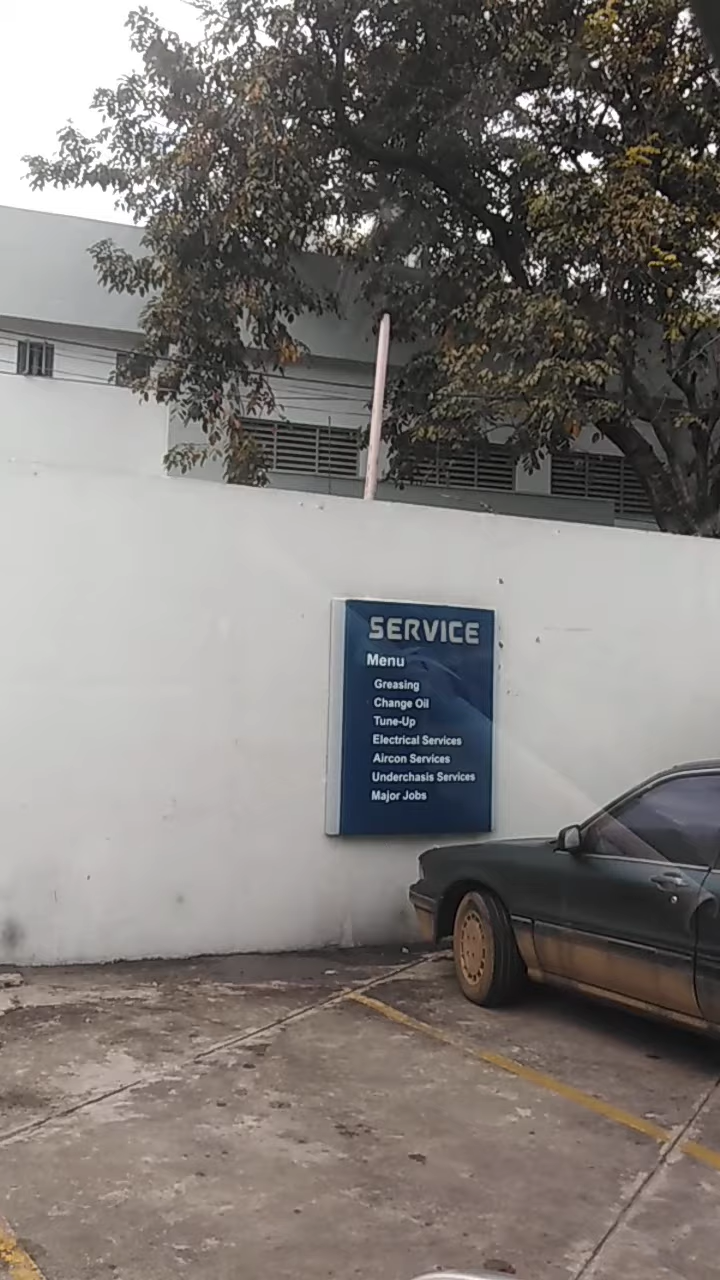 SERVICE
Menu
Greasing
Change Oil
Tune-Up
Electrical Services
Aircon Services
Underchasis Services
Major Jobs